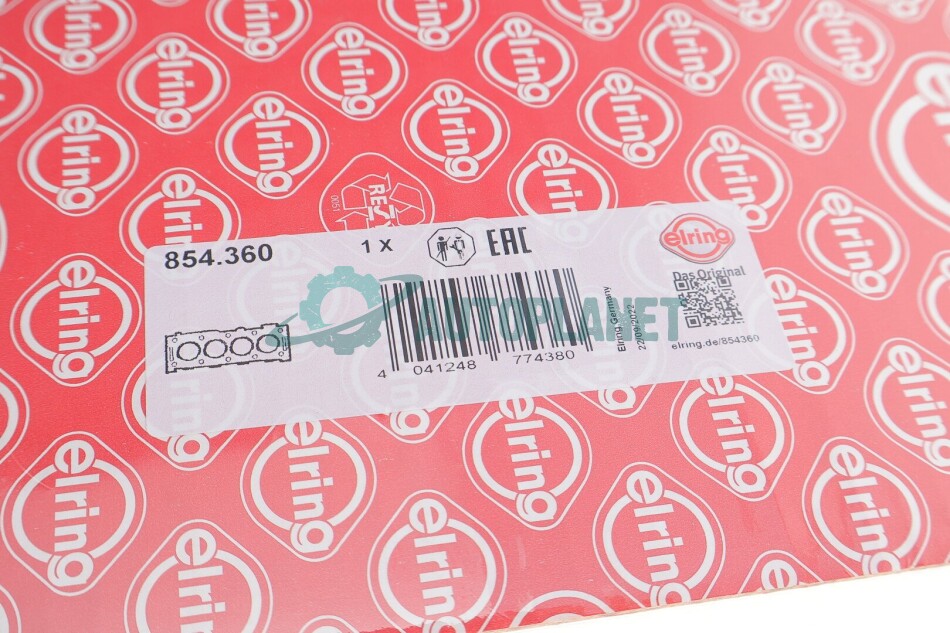 854.360
1 x
EAC
elring
Das Original
elring.de/854360
Elring Germany
22/09/2022
4 041248 774380
AUTOPLANET
elring